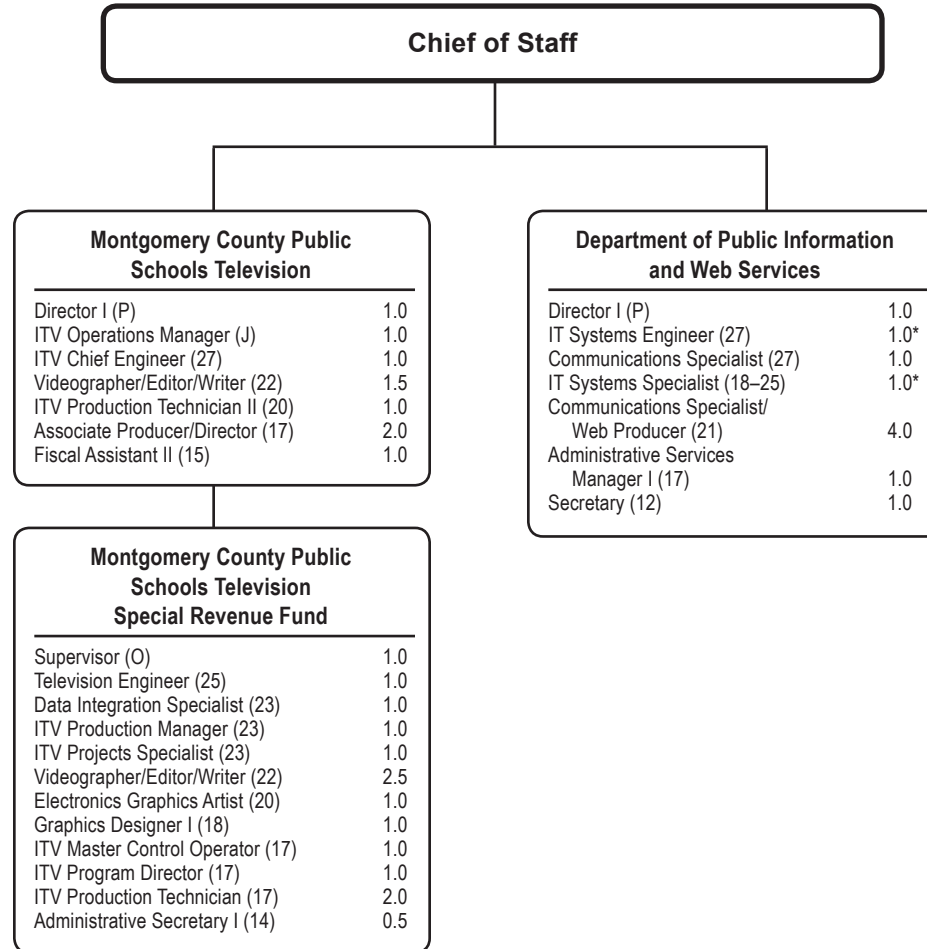 Chief of Staff
Montgomery County Public
Schools Television
Director I (P) 1.0
ITV Operations Manager (J) 1.0
ITV Chief Engineer (27) 1.0
Videographer/Editor/Writer (22) 1.5
ITV Production Technician II (20) 1.0
Associate Producer/Director (17) 2.0
Fiscal Assistant II (15) 1.0
Department of Public Information
and Web Services
Director I (P) 1.0
IT Systems Engineer (27) 1.0*
Communications Specialist (27) 1.0
IT Systems Specialist (18–25) 1.0*
Communications Specialist/
Web Producer (21) 4.0
Administrative Services
Manager I (17) 1.0
Secretary (12) 1.0
Montgomery County Public
Schools Television
Special Revenue Fund
Supervisor (O) 1.0
Television Engineer (25) 1.0
Data Integration Specialist (23) 1.0
ITV Production Manager (23) 1.0
ITV Projects Specialist (23) 1.0
Videographer/Editor/Writer (22) 2.5
Electronics Graphics Artist (20) 1.0
Graphics Designer I (18) 1.0
ITV Master Control Operator (17) 1.0
ITV Program Director (17) 1.0
ITV Production Technician (17) 2.0
Administrative Secretary I (14) 0.5